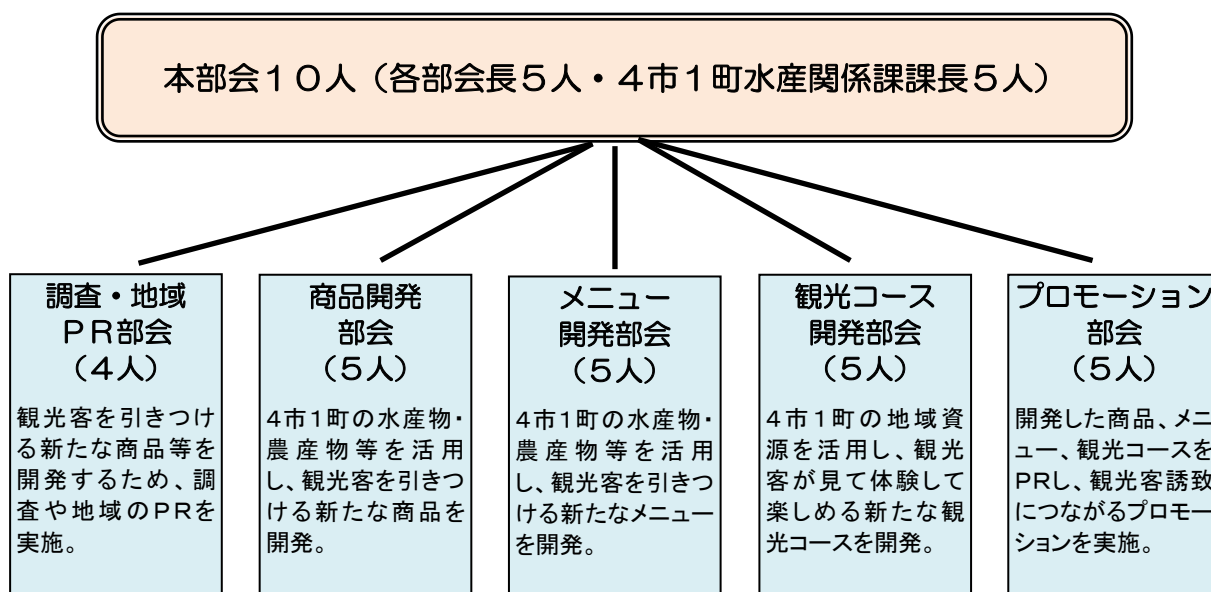 本部会１０人（各部会長５人・４市１町水産関係課課長５人）
調査・地域
ＰＲ部会
（４人）
観光客を引きつけ
る新たな商品等を
開発するため、調
査や地域のPRを
実施。
商品開発
部会
（５人）
4市1町の水産物・
農産物等を活用
し、観光客を引きつ
ける新たな商品を
開発。
メニュー
開発部会
（５人）
4市1町の水産物・
農産物等を活用
し、観光客を引きつ
ける新たなメニュー
を開発。
観光コース
開発部会
（５人）
4市1町の地域資
源を活用し、観光
客が見て体験して
楽しめる新たな観
光コースを開発。
プロモーション
部会
（５人）
開発した商品、メニ
ュー、観光コースを
PRし、観光客誘致
につながるプロモー
ションを実施。